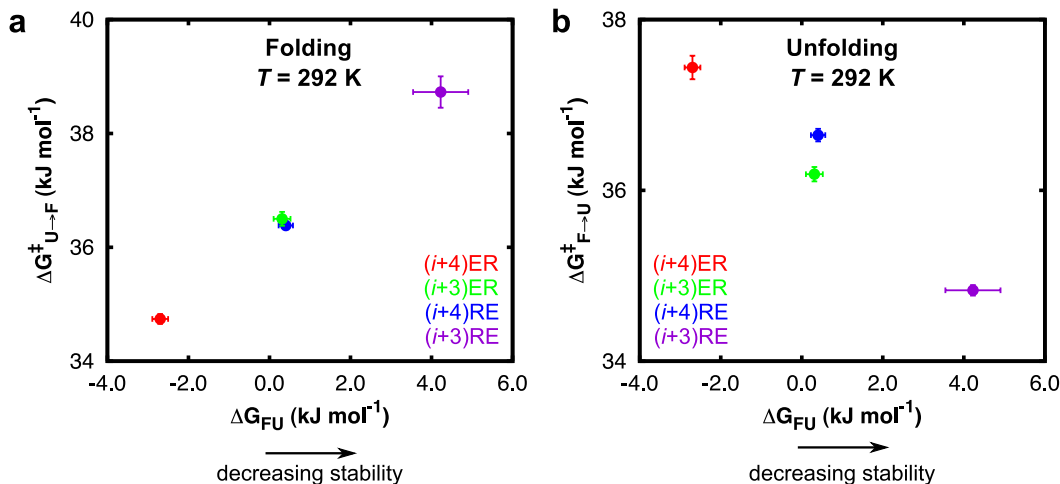 a
Folding
T = 292 K
ΔG‡U→F (kJ mol⁻¹)
40
38
36
34
(i+4)ER
(i+3)ER
(i+4)RE
(i+3)RE
-4.0 -2.0 0.0 2.0 4.0 6.0
ΔGFU (kJ mol⁻¹)
decreasing stability
b
Unfolding
T = 292 K
ΔG‡F→U (kJ mol⁻¹)
38
36
34
(i+4)ER
(i+3)ER
(i+4)RE
(i+3)RE
-4.0 -2.0 0.0 2.0 4.0 6.0
ΔGFU (kJ mol⁻¹)
decreasing stability